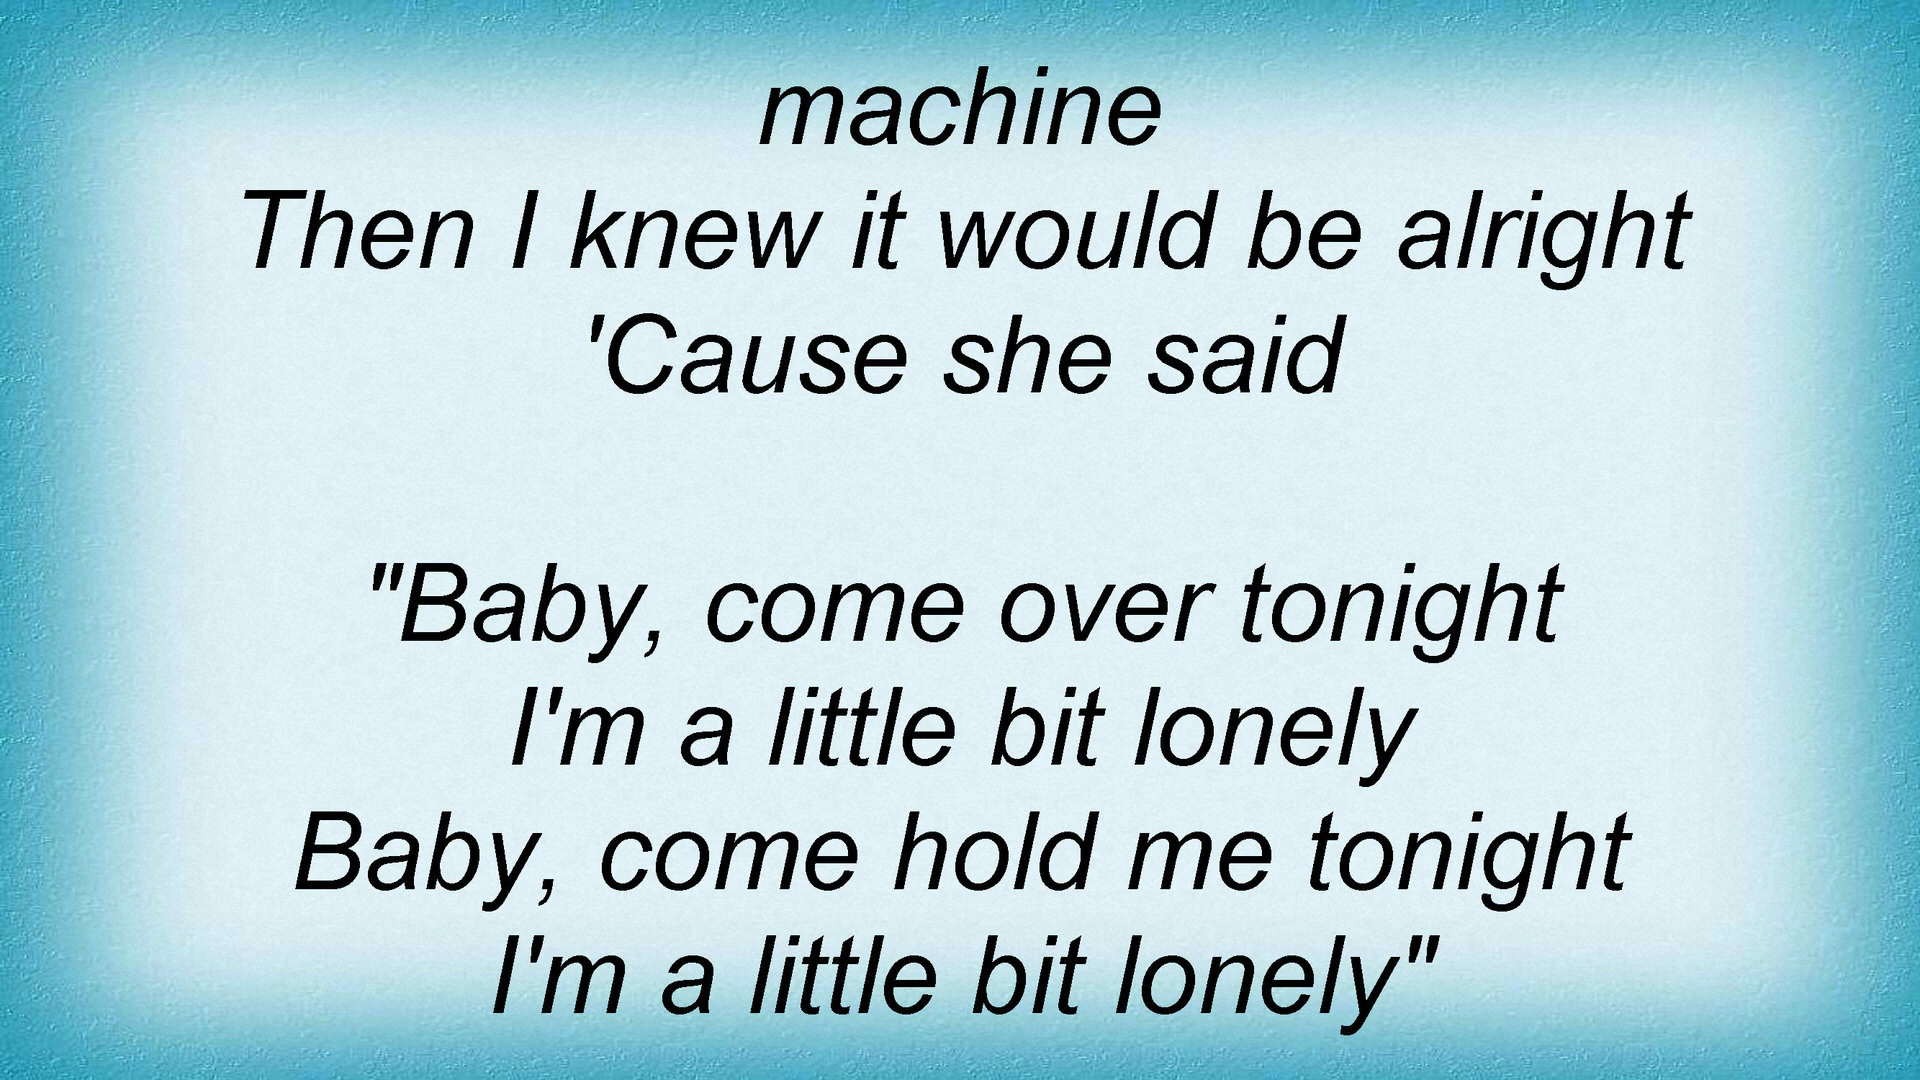 machine
Then I knew it would be alright
'Cause she said
"Baby, come over tonight
I'm a little bit lonely
Baby, come hold me tonight
I'm a little bit lonely"